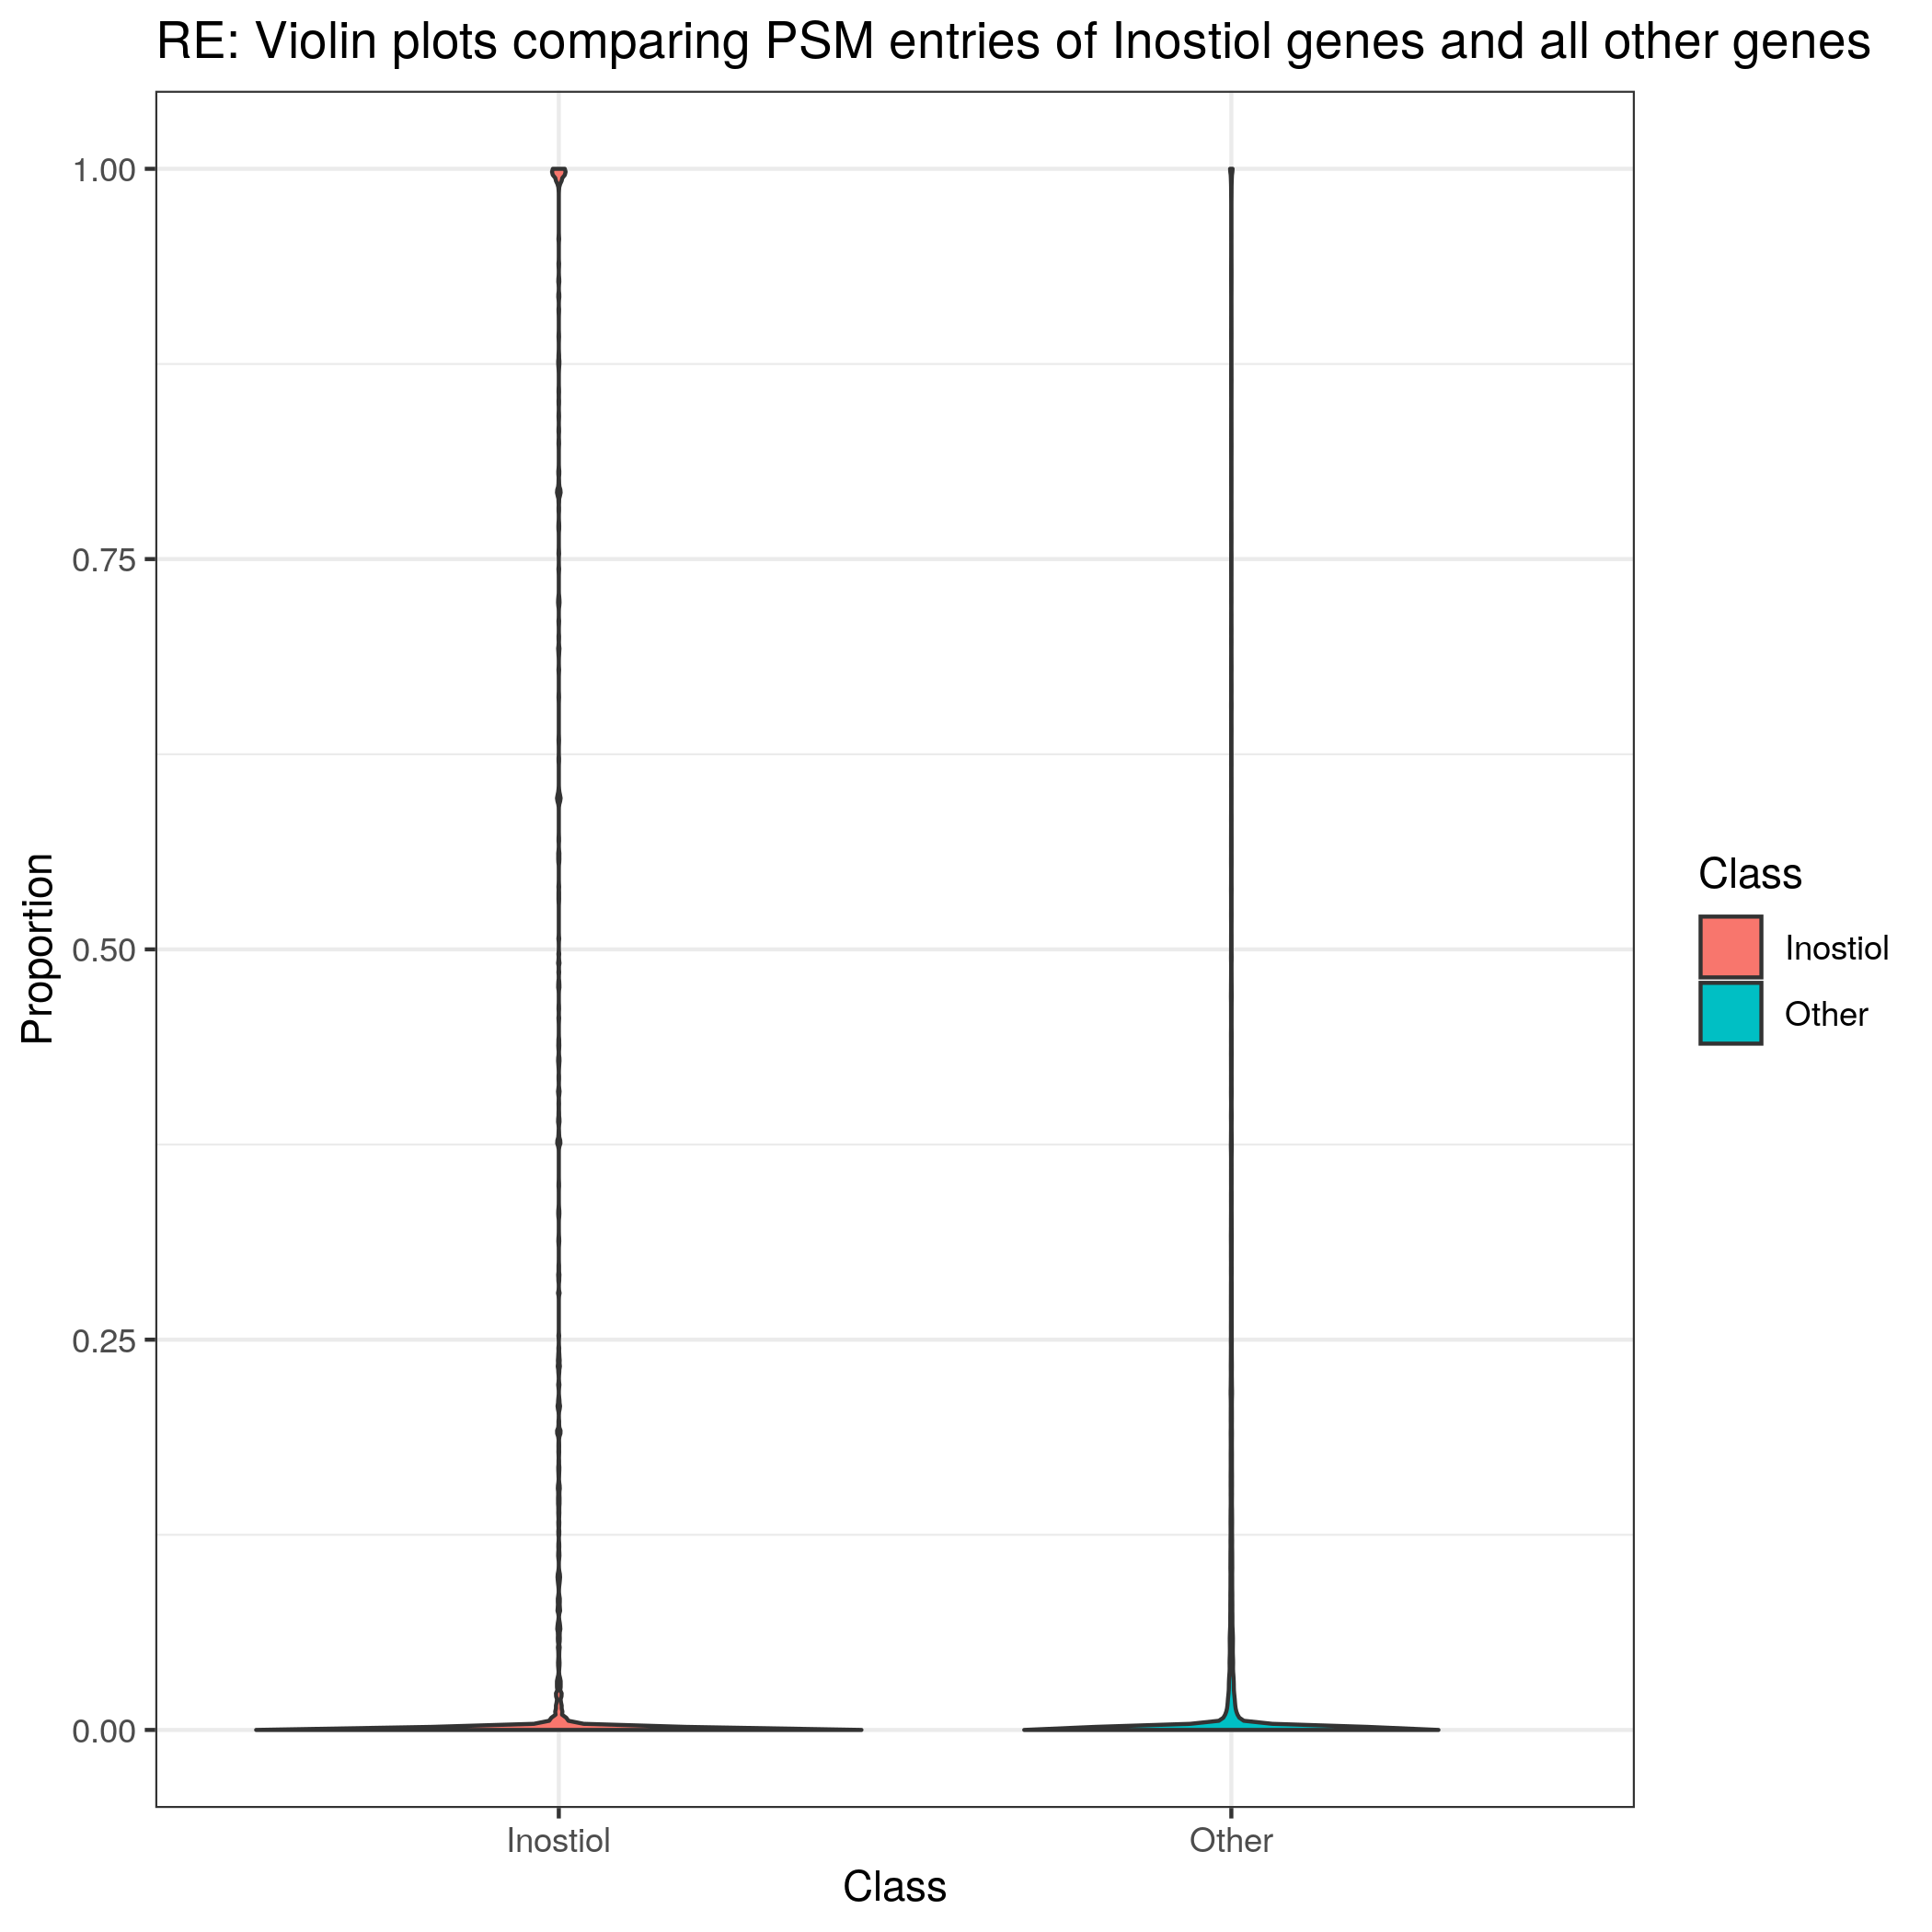 RE: Violin plots comparing PSM entries of Inostiol genes and all other genes
1.00
0.75
0.50
0.25
0.00
Proportion
Inostiol
Other
Class
Class
Inostiol
Other